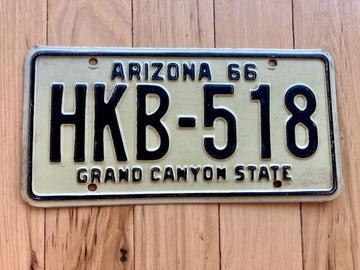 ARIZONA 66
HKB-518
GRAND CANYON STATE